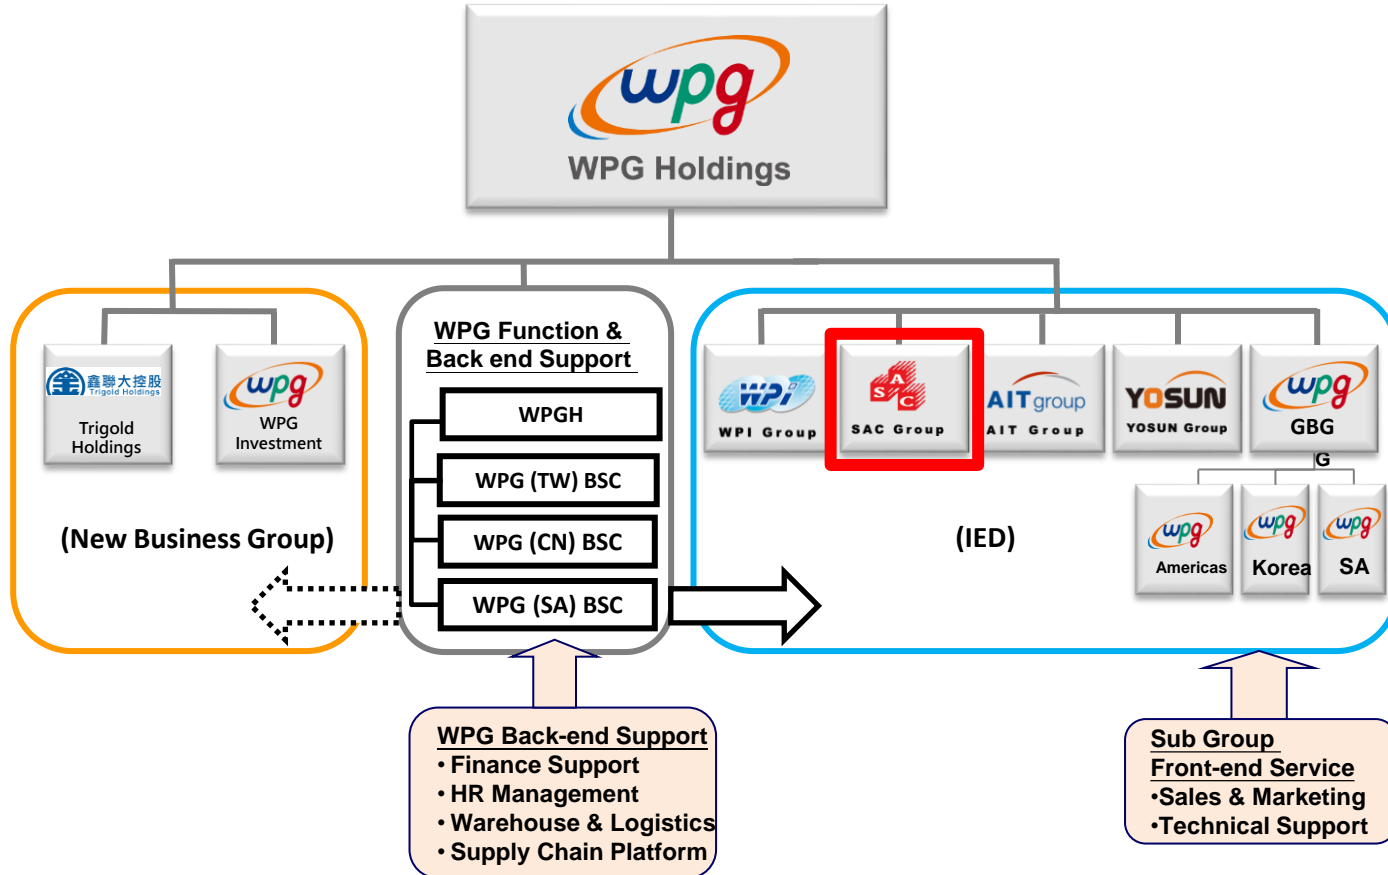 wpg
WPG Holdings
鑫聯大控股
Trigold Holdings
Trigold
Holdings
wpg
WPG
Investment
(New Business Group)
WPG Function &
Back end Support
WPGH
WPG (TW) BSC
WPG (CN) BSC
WPG (SA) BSC
WPi
WPI Group
SAC
SAC Group
AITgroup
AIT Group
YOSUN
YOSUN Group
wpg
GBG
G
wpg
Americas
wpg
Korea
wpg
SA
(IED)
WPG Back-end Support
• Finance Support
• HR Management
• Warehouse & Logistics
• Supply Chain Platform
Sub Group
Front-end Service
•Sales & Marketing
•Technical Support